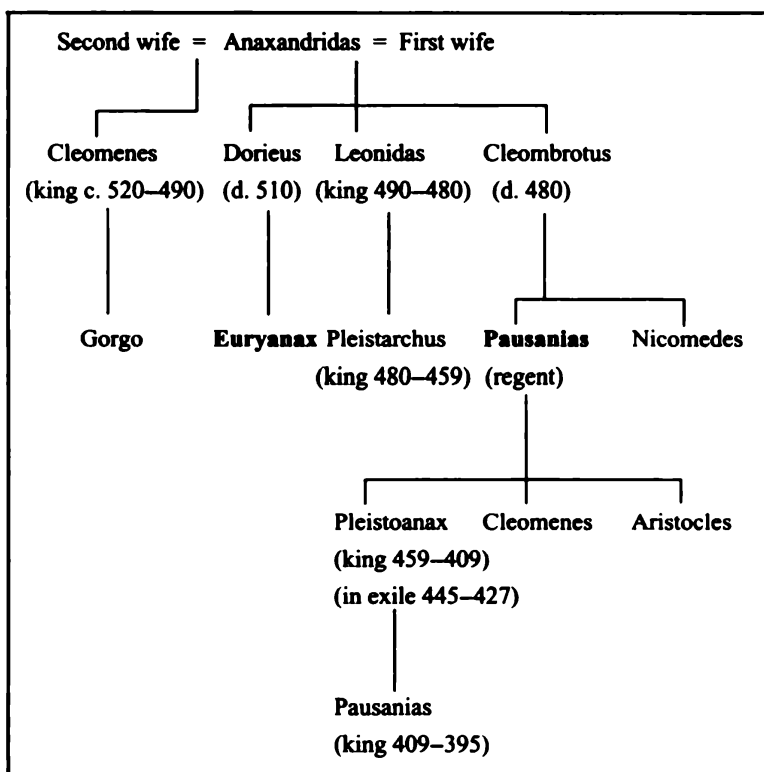 Second wife = Anaxandridas = First wife
Cleomenes Dorieus Leonidas Cleombrotus
(king c. 520–490) (d. 510) (king 490–480) (d. 480)
Gorgo Euryanax Pleistarchus Pausanias Nicomedes
(king 480–459) (regent)
Pleistoanax Cleomenes Aristocles
(king 459–409)
(in exile 445–427)
Pausanias
(king 409–395)